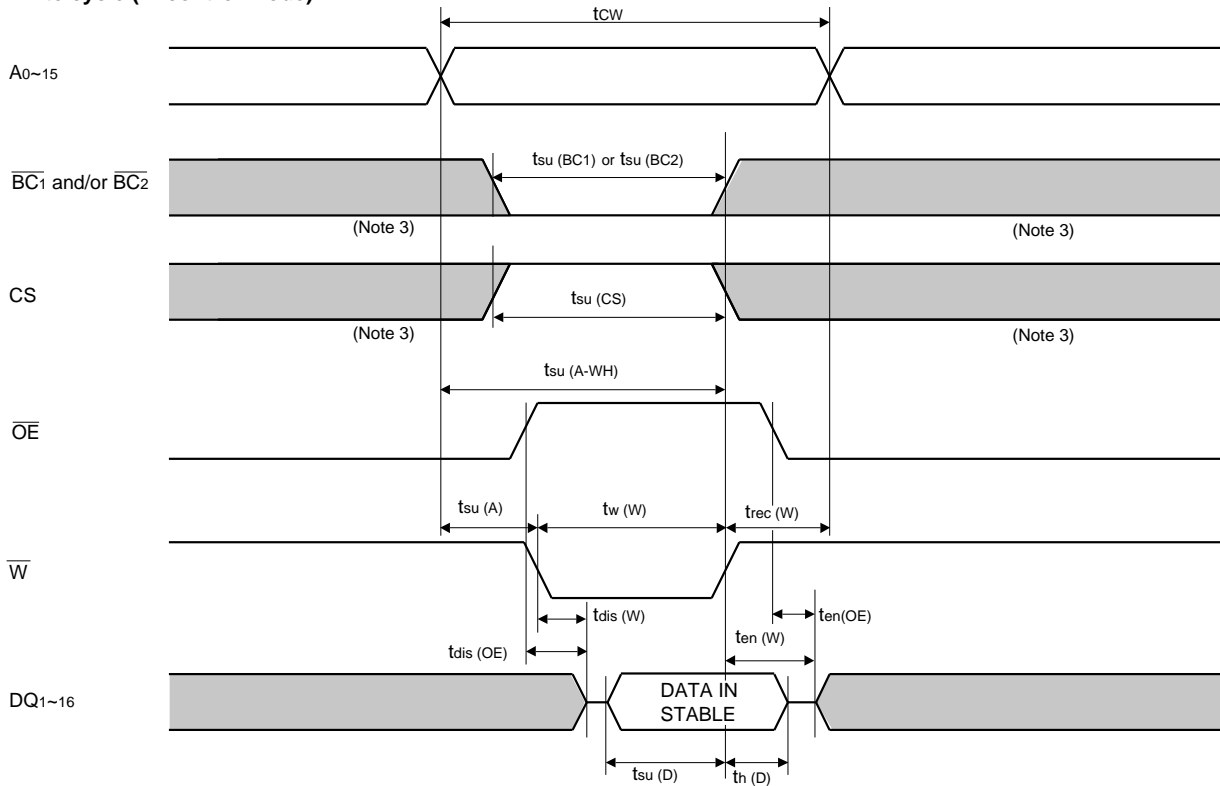 tCW
A0~15
tsu (BC1) or tsu (BC2)
BC1 and/or BC2
(Note 3)
(Note 3)
CS
tsu (CS)
(Note 3)
(Note 3)
tsu (A-WH)
OE
tsu (A)
tw (W)
trec (W)
W
tdis (W)
ten(OE)
tdis (OE)
ten (W)
DQ1~16
DATA IN
STABLE
tsu (D)
th (D)